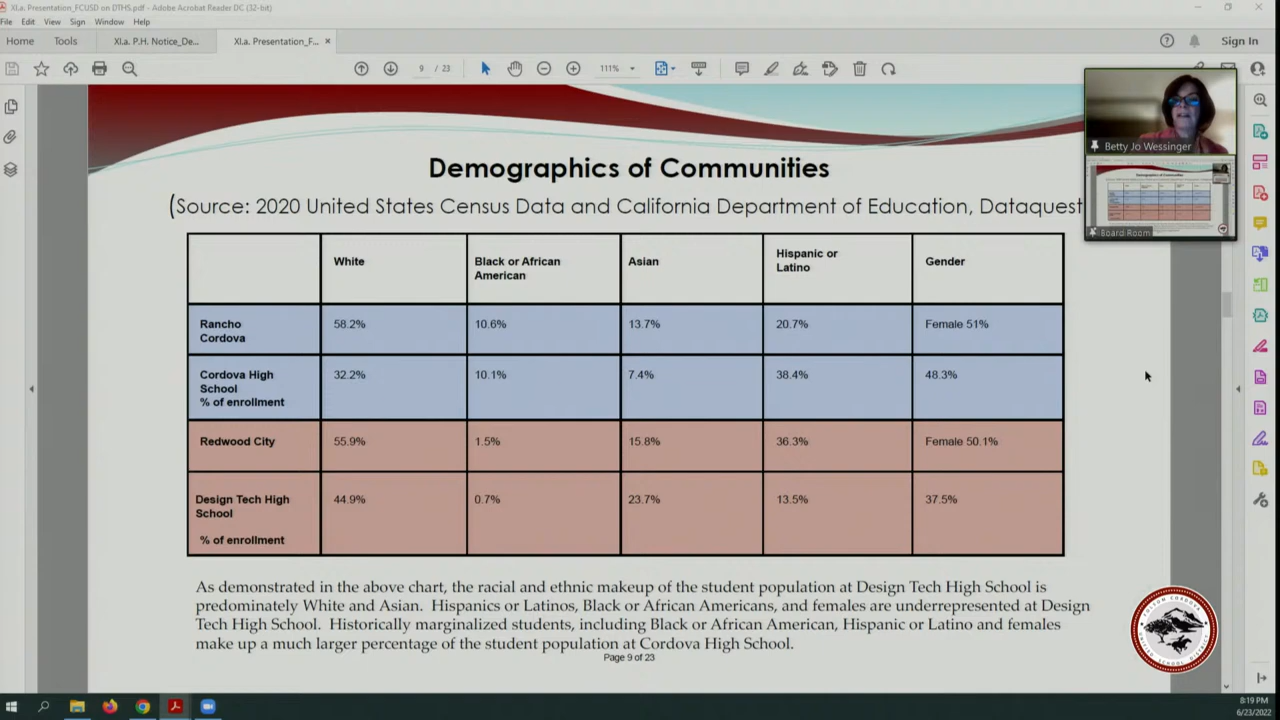 XI.a. Presentation_FCUSD on DTHS.pdf - Adobe Acrobat Reader DC (32-bit)
File Edit View Sign Window Help
Home Tools XI.a. P.H. Notice_De... XI.a. Presentation_F... × Sign In
9 / 23 111%
Demographics of Communities
(Source: 2020 United States Census Data and California Department of Education, Dataquest
Betty Jo Wessinger
Board Room
White Black or African American Asian Hispanic or Latino Gender
Rancho Cordova 58.2% 10.6% 13.7% 20.7% Female 51%
Cordova High School % of enrollment 32.2% 10.1% 7.4% 38.4% 48.3%
Redwood City 55.9% 1.5% 15.8% 36.3% Female 50.1%
Design Tech High School % of enrollment 44.9% 0.7% 23.7% 13.5% 37.5%
As demonstrated in the above chart, the racial and ethnic makeup of the student population at Design Tech High School is
predominately White and Asian. Hispanics or Latinos, Black or African Americans, and females are underrepresented at Design
Tech High School. Historically marginalized students, including Black or African American, Hispanic or Latino and females
make up a much larger percentage of the student population at Cordova High School.
Page 9 of 23
8:19 PM
6/23/2022